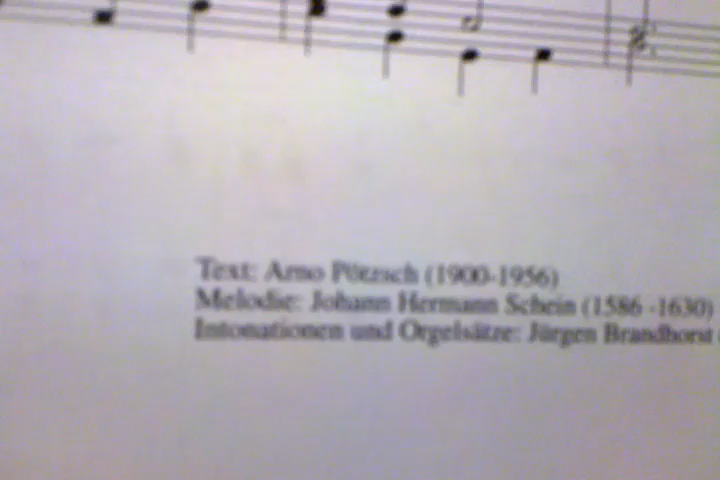 Text: Arno Pötzsch (1900-1956)
Melodie: Johann Hermann Schein (1586 -1630)
Intonationen und Orgelsätze: Jürgen Brandhorst